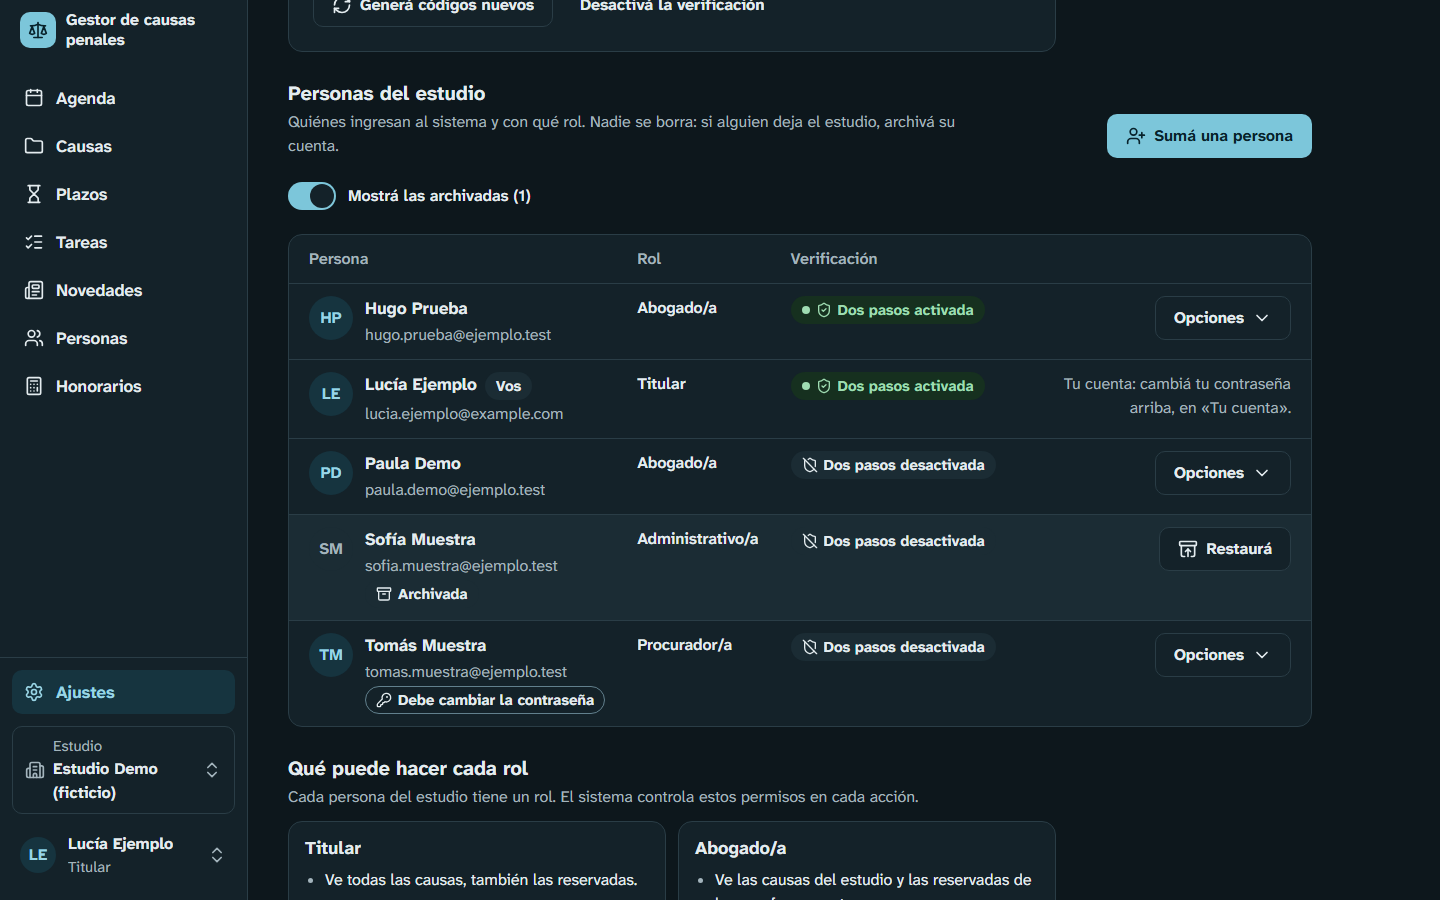 Gestor de causas
penales
Agenda
Causas
Plazos
Tareas
Novedades
Personas
Honorarios
Ajustes
Estudio
Estudio Demo
(ficticio)
LE
Lucía Ejemplo
Titular
Generá códigos nuevos
Desactivá la verificación
Personas del estudio
Quiénes ingresan al sistema y con qué rol. Nadie se borra: si alguien deja el estudio, archivá su
cuenta.
Sumá una persona
Mostrá las archivadas (1)
Persona
Rol
Verificación
HP
Hugo Prueba
hugo.prueba@ejemplo.test
Abogado/a
Dos pasos activada
Opciones
LE
Lucía Ejemplo
Vos
lucia.ejemplo@example.com
Titular
Dos pasos activada
Tu cuenta: cambiá tu contraseña
arriba, en «Tu cuenta».
PD
Paula Demo
paula.demo@ejemplo.test
Abogado/a
Dos pasos desactivada
Opciones
SM
Sofía Muestra
sofia.muestra@ejemplo.test
Archivada
Administrativo/a
Dos pasos desactivada
Restaurá
TM
Tomás Muestra
tomas.muestra@ejemplo.test
Debe cambiar la contraseña
Procurador/a
Dos pasos desactivada
Opciones
Qué puede hacer cada rol
Cada persona del estudio tiene un rol. El sistema controla estos permisos en cada acción.
Titular
• Ve todas las causas, también las reservadas.
Abogado/a
• Ve las causas del estudio y las reservadas de